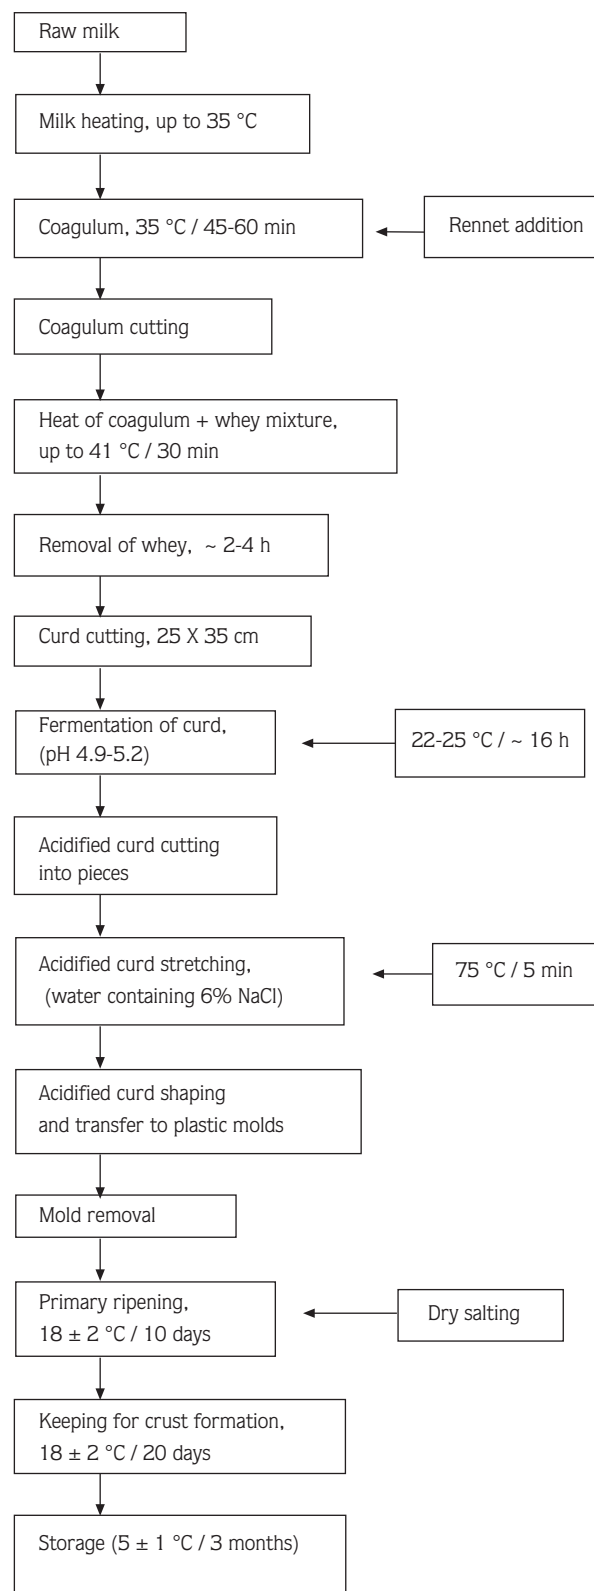 Raw milk
Milk heating, up to 35 °C
Coagulum, 35 °C / 45-60 min
Rennet addition
Coagulum cutting
Heat of coagulum + whey mixture,
up to 41 °C / 30 min
Removal of whey, ~ 2-4 h
Curd cutting, 25 X 35 cm
Fermentation of curd,
(pH 4.9-5.2)
22-25 °C / ~ 16 h
Acidified curd cutting
into pieces
Acidified curd stretching,
(water containing 6% NaCl)
75 °C / 5 min
Acidified curd shaping
and transfer to plastic molds
Mold removal
Primary ripening,
18 ± 2 °C / 10 days
Dry salting
Keeping for crust formation,
18 ± 2 °C / 20 days
Storage (5 ± 1 °C / 3 months)